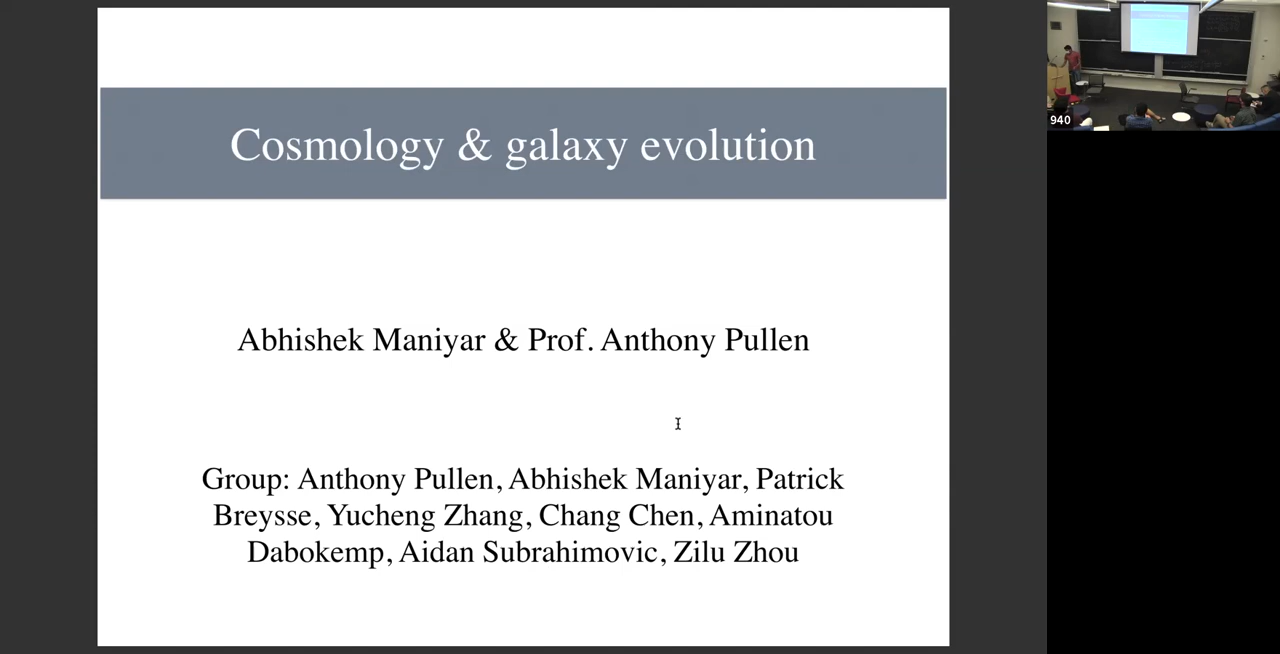 Cosmology & galaxy evolution
940
Abhishek Maniyar & Prof. Anthony Pullen
Group: Anthony Pullen, Abhishek Maniyar, Patrick
Breysse, Yucheng Zhang, Chang Chen, Aminatou
Dabokemp, Aidan Subrahimovic, Zilu Zhou